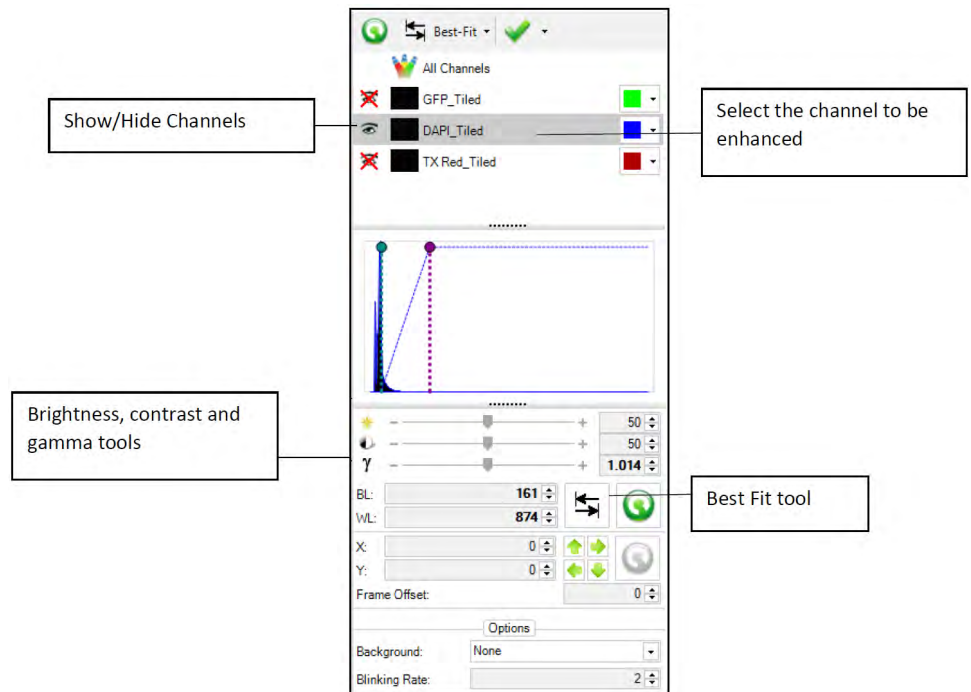 Best-Fit
All Channels
GFP_Tiled
DAPI_Tiled
TX Red_Tiled
Show/Hide Channels
Select the channel to be
enhanced
Brightness, contrast and
gamma tools
- + 50
- + 50
γ - + 1.014
BL: 161
WL: 874
Best Fit tool
X: 0
Y: 0
Frame Offset: 0
Options
Background: None
Blinking Rate: 2